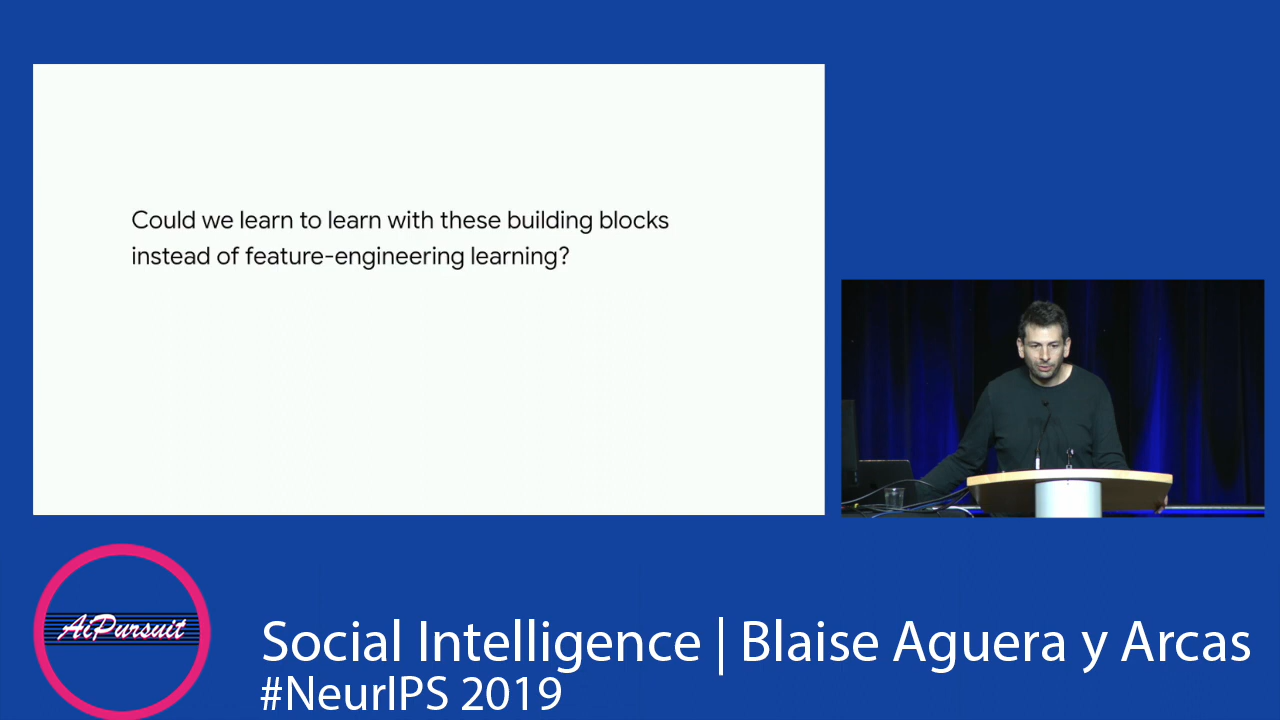 Could we learn to learn with these building blocks
instead of feature-engineering learning?
AiPursuit
Social Intelligence | Blaise Aguera y Arcas
#NeurIPS 2019